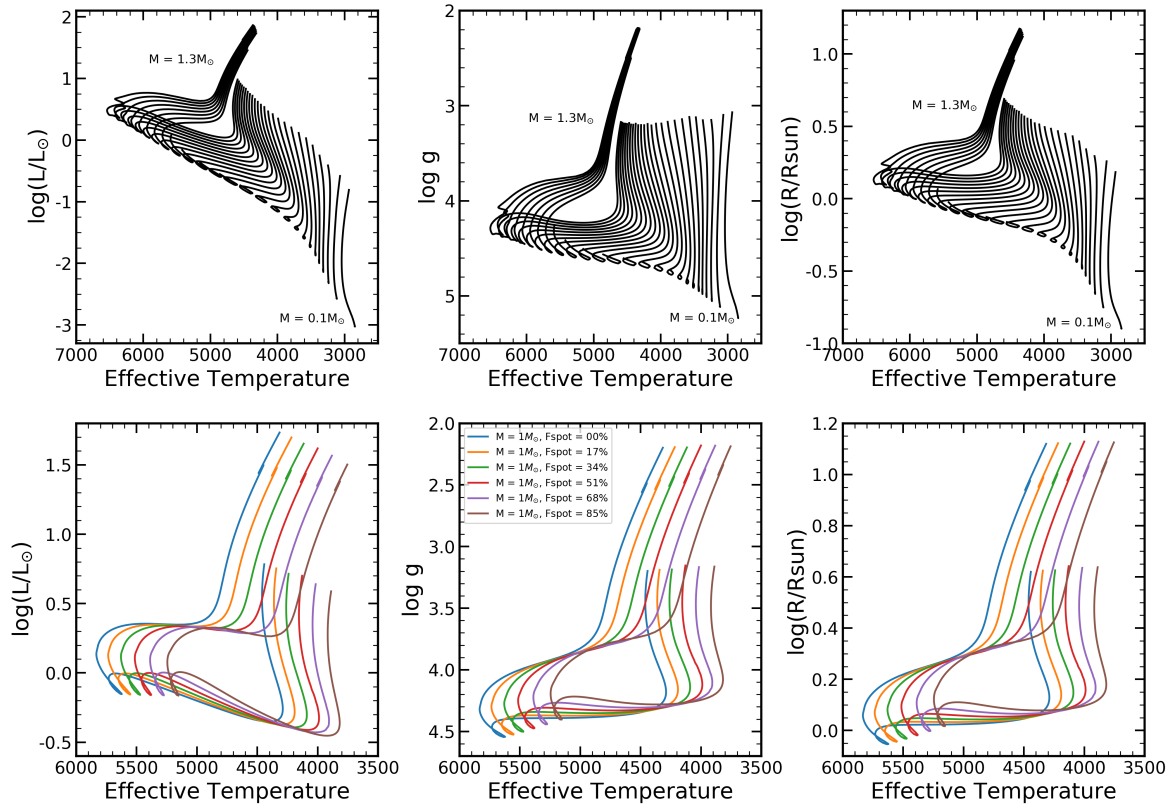 2
1
0
-1
-2
-3
log(L/L⊙)
M = 1.3M⊙
M = 0.1M⊙
7000 6000 5000 4000 3000
Effective Temperature
2
3
4
5
log g
M = 1.3M⊙
M = 0.1M⊙
7000 6000 5000 4000 3000
Effective Temperature
1.0
0.5
0.0
-0.5
-1.0
log(R/Rsun)
M = 1.3M⊙
M = 0.1M⊙
7000 6000 5000 4000 3000
Effective Temperature
1.5
1.0
0.5
0.0
-0.5
log(L/L⊙)
6000 5500 5000 4500 4000 3500
Effective Temperature
2.0
2.5
3.0
3.5
4.0
4.5
log g
M = 1M⊙, Fspot = 00%
M = 1M⊙, Fspot = 17%
M = 1M⊙, Fspot = 34%
M = 1M⊙, Fspot = 51%
M = 1M⊙, Fspot = 68%
M = 1M⊙, Fspot = 85%
6000 5500 5000 4500 4000 3500
Effective Temperature
1.2
1.0
0.8
0.6
0.4
0.2
0.0
log(R/Rsun)
6000 5500 5000 4500 4000 3500
Effective Temperature